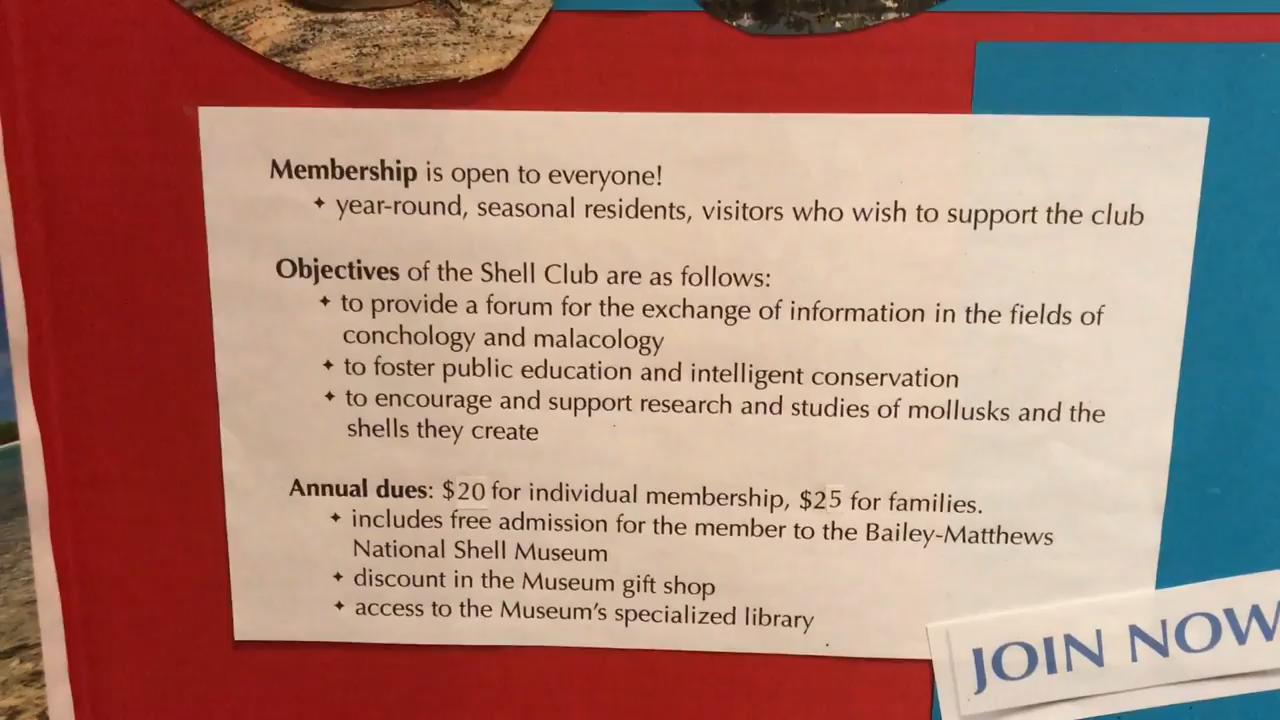 Membership is open to everyone!
✦ year-round, seasonal residents, visitors who wish to support the club
Objectives of the Shell Club are as follows:
✦ to provide a forum for the exchange of information in the fields of
conchology and malacology
✦ to foster public education and intelligent conservation
✦ to encourage and support research and studies of mollusks and the
shells they create
Annual dues: $20 for individual membership, $25 for families.
✦ includes free admission for the member to the Bailey-Matthews
National Shell Museum
✦ discount in the Museum gift shop
✦ access to the Museum's specialized library
JOIN NOW